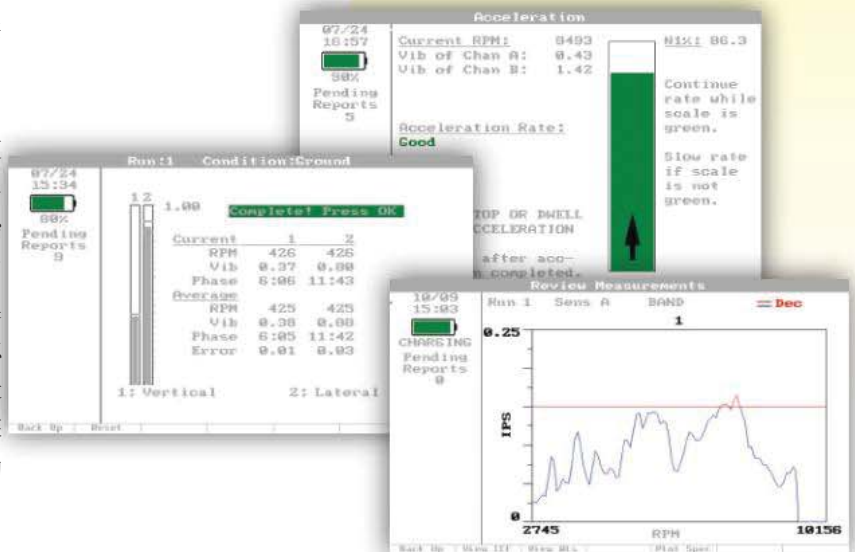 Acceleration
07/24
16:57
90%
Pending
Reports
5
Current RPM: 8493
Vib of Chan A: 0.43
Vib of Chan B: 1.42
Acceleration Rate:
Good
TOP OR DWELL
CCELERATION
after acc-
completed.
N1%: 86.3
Continue
rate while
scale is
green.
Slow rate
if scale
is not
green.
Run:1 Condition:Ground
07/24
15:34
80%
Pending
Reports
9
1 2
1.00
Complete! Press OK
Current 1 2
RPM 426 426
Vib 0.37 0.80
Phase 6:06 11:43
Average
RPM 425 425
Vib 0.38 0.80
Phase 6:05 11:42
Error 0.01 0.03
1: Vertical 2: Lateral
Back Up Reset
Review Measurements
10/09
15:03
CHARGING
Pending
Reports
0
Run 1 Sens A BAND Dec
1
0.25
IPS
0
2745 RPM 10156
Back Up
Plot Spec